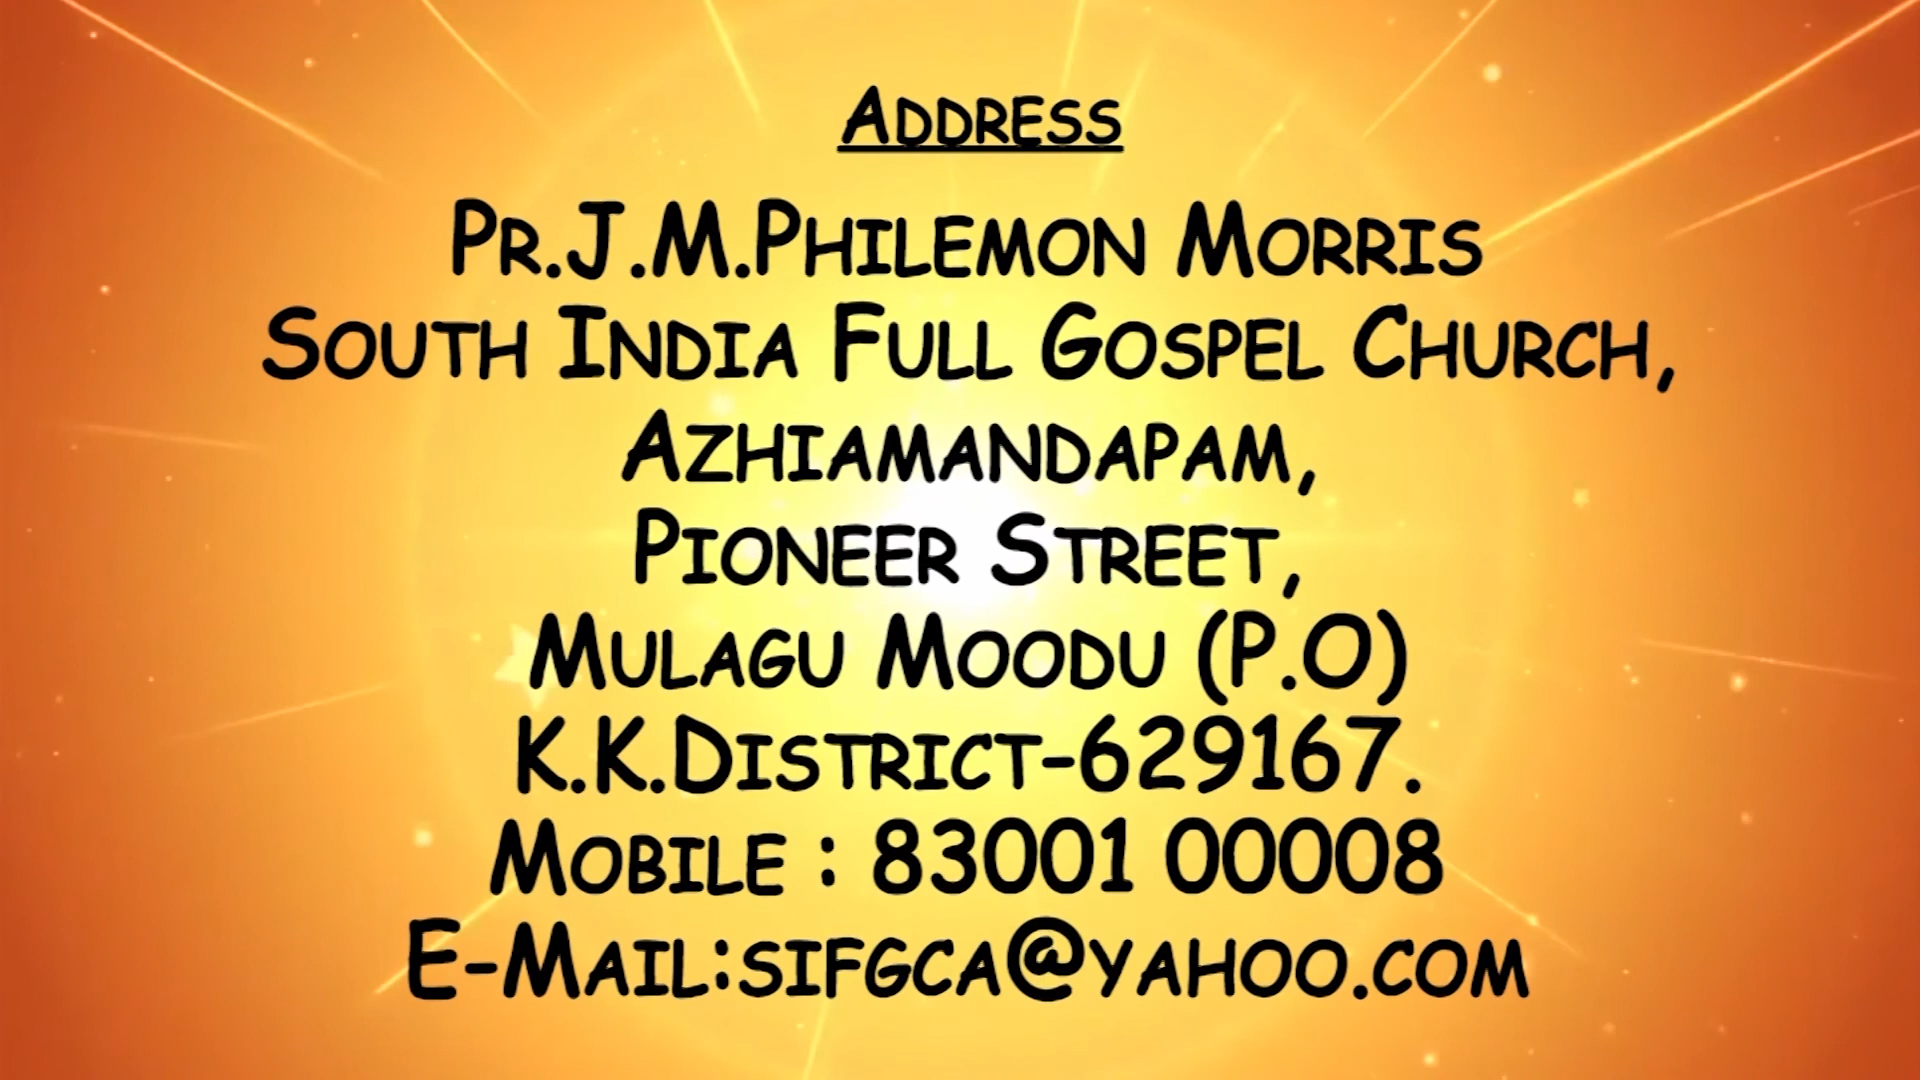 Address
Pr.J.M.Philemon Morris
South India Full Gospel Church,
Azhiamandapam,
Pioneer Street,
Mulagu Moodu (P.O)
K.K.District-629167.
Mobile : 83001 00008
E-Mail:sifgca@yahoo.com